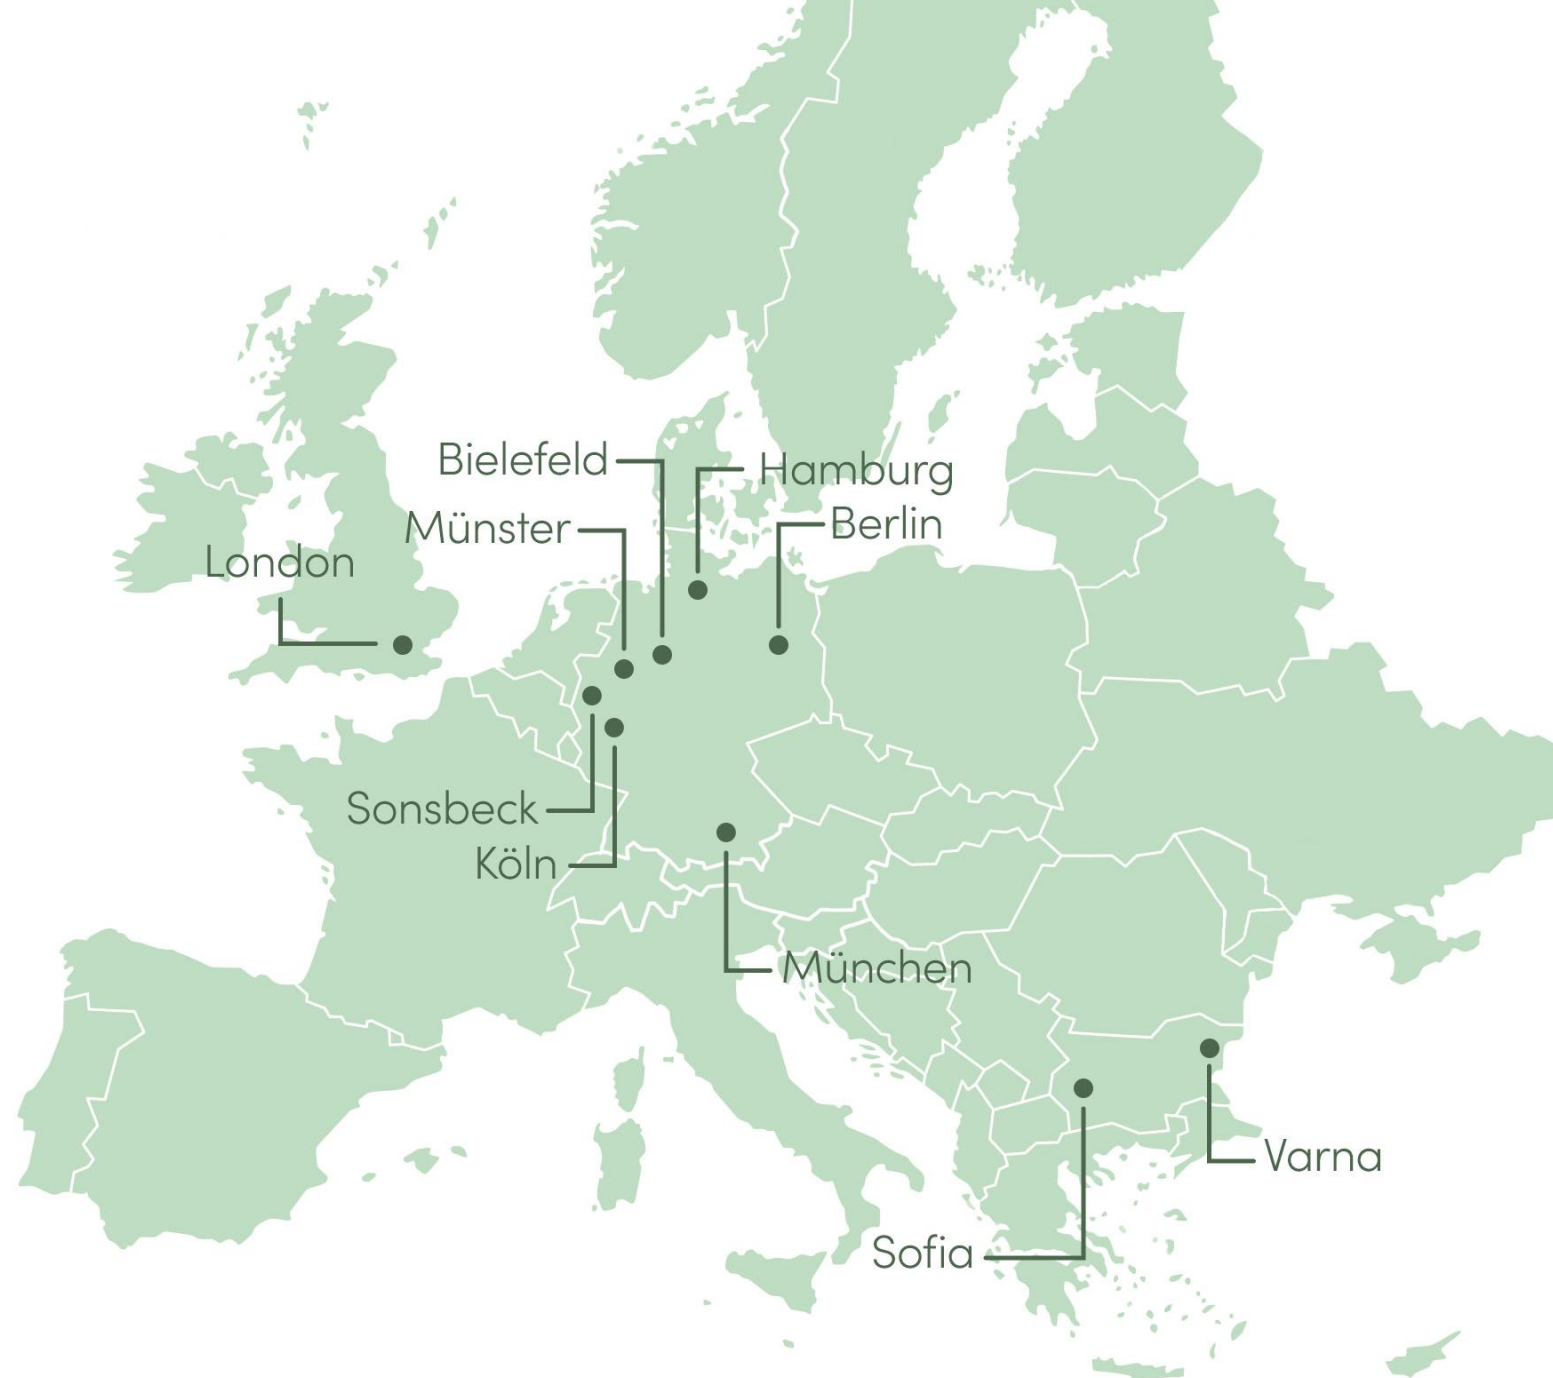 Bielefeld
Hamburg
Münster
Berlin
London
Sonsbeck
Köln
München
Varna
Sofia